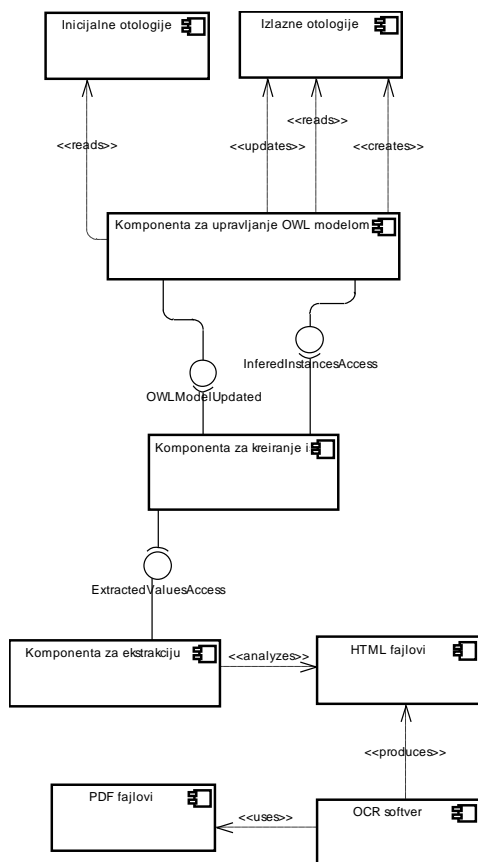 Inicijalne otologije
Izlazne otologije
<<reads>>
<<reads>>
<<updates>>
<<creates>>
Komponenta za upravljanje OWL modelom
InferedInstancesAccess
OWLModelUpdated
Komponenta za kreiranje i
ExtractedValuesAccess
Komponenta za ekstrakciju
<<analyzes>>
HTML fajlovi
<<produces>>
PDF fajlovi
<<uses>>
OCR softver